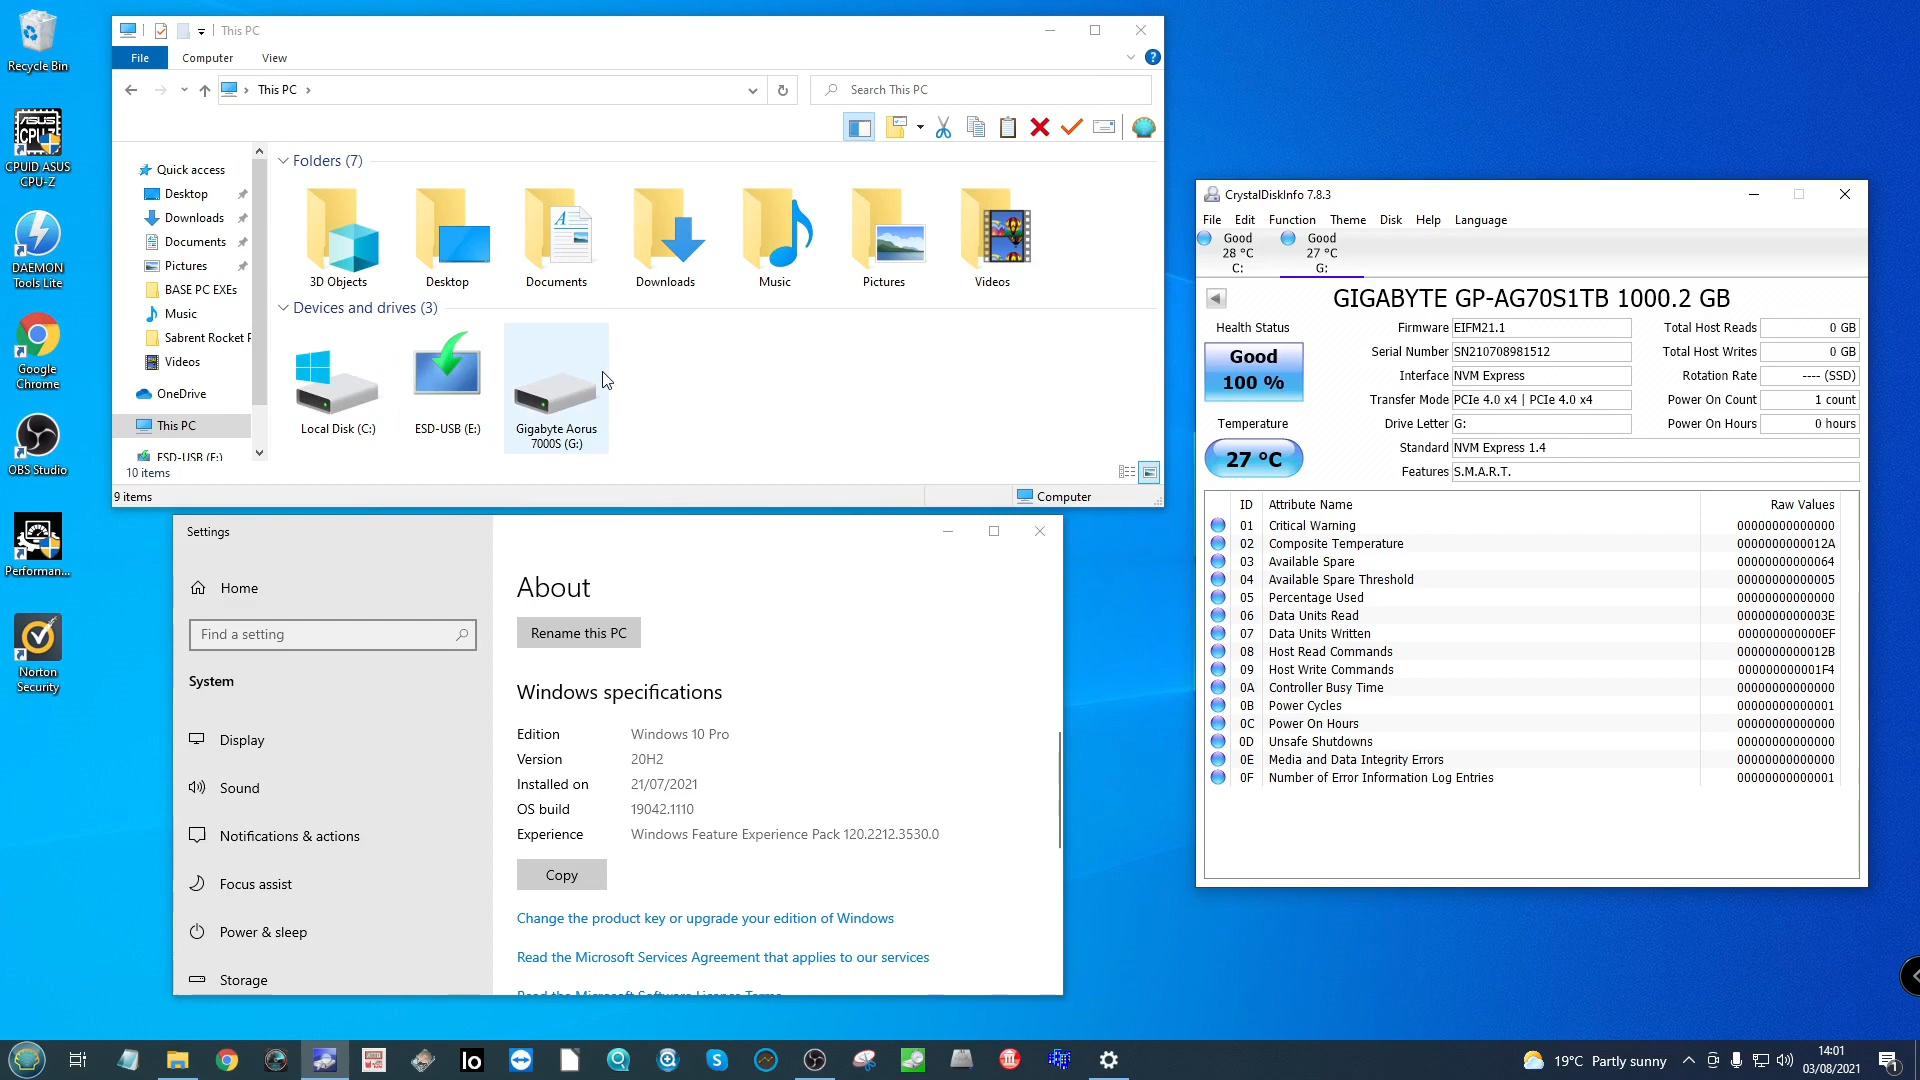 Recycle Bin
CPUID ASUS
CPU-Z
DAEMON
Tools Lite
Google
Chrome
OBS Studio
Performan...
Norton
Security
This PC
File
Computer
View
This PC
Search This PC
Quick access
Desktop
Downloads
Documents
Pictures
BASE PC EXEs
Music
Sabrent Rocket
Videos
OneDrive
This PC
ESD-USB (E:)
Folders (7)
3D Objects
Desktop
Documents
Downloads
Music
Pictures
Videos
Devices and drives (3)
Local Disk (C:)
ESD-USB (E:)
Gigabyte Aorus
7000S (G:)
10 items
9 items
Computer
Settings
Home
Find a setting
System
Display
Sound
Notifications & actions
Focus assist
Power & sleep
Storage
About
Rename this PC
Windows specifications
Edition Windows 10 Pro
Version 20H2
Installed on 21/07/2021
OS build 19042.1110
Experience Windows Feature Experience Pack 120.2212.3530.0
Copy
Change the product key or upgrade your edition of Windows
Read the Microsoft Services Agreement that applies to our services
Read the Microsoft Software License Terms
CrystalDiskInfo 7.8.3
File Edit Function Theme Disk Help Language
Good Good
28 °C 27 °C
C: G:
GIGABYTE GP-AG70S1TB 1000.2 GB
Health Status
Good
100 %
Temperature
27 °C
Firmware EIFM21.1
Serial Number SN210708981512
Interface NVM Express
Transfer Mode PCIe 4.0 x4 | PCIe 4.0 x4
Drive Letter G:
Standard NVM Express 1.4
Features S.M.A.R.T.
Total Host Reads 0 GB
Total Host Writes 0 GB
Rotation Rate ---- (SSD)
Power On Count 1 count
Power On Hours 0 hours
ID Attribute Name Raw Values
01 Critical Warning 00000000000000
02 Composite Temperature 0000000000012A
03 Available Spare 00000000000064
04 Available Spare Threshold 00000000000005
05 Percentage Used 00000000000000
06 Data Units Read 0000000000003E
07 Data Units Written 000000000000EF
08 Host Read Commands 0000000000012B
09 Host Write Commands 000000000001F4
0A Controller Busy Time 00000000000000
0B Power Cycles 00000000000001
0C Power On Hours 00000000000000
0D Unsafe Shutdowns 00000000000000
0E Media and Data Integrity Errors 00000000000000
0F Number of Error Information Log Entries 00000000000001
Io
19°C Partly sunny
14:01
03/08/2021
1